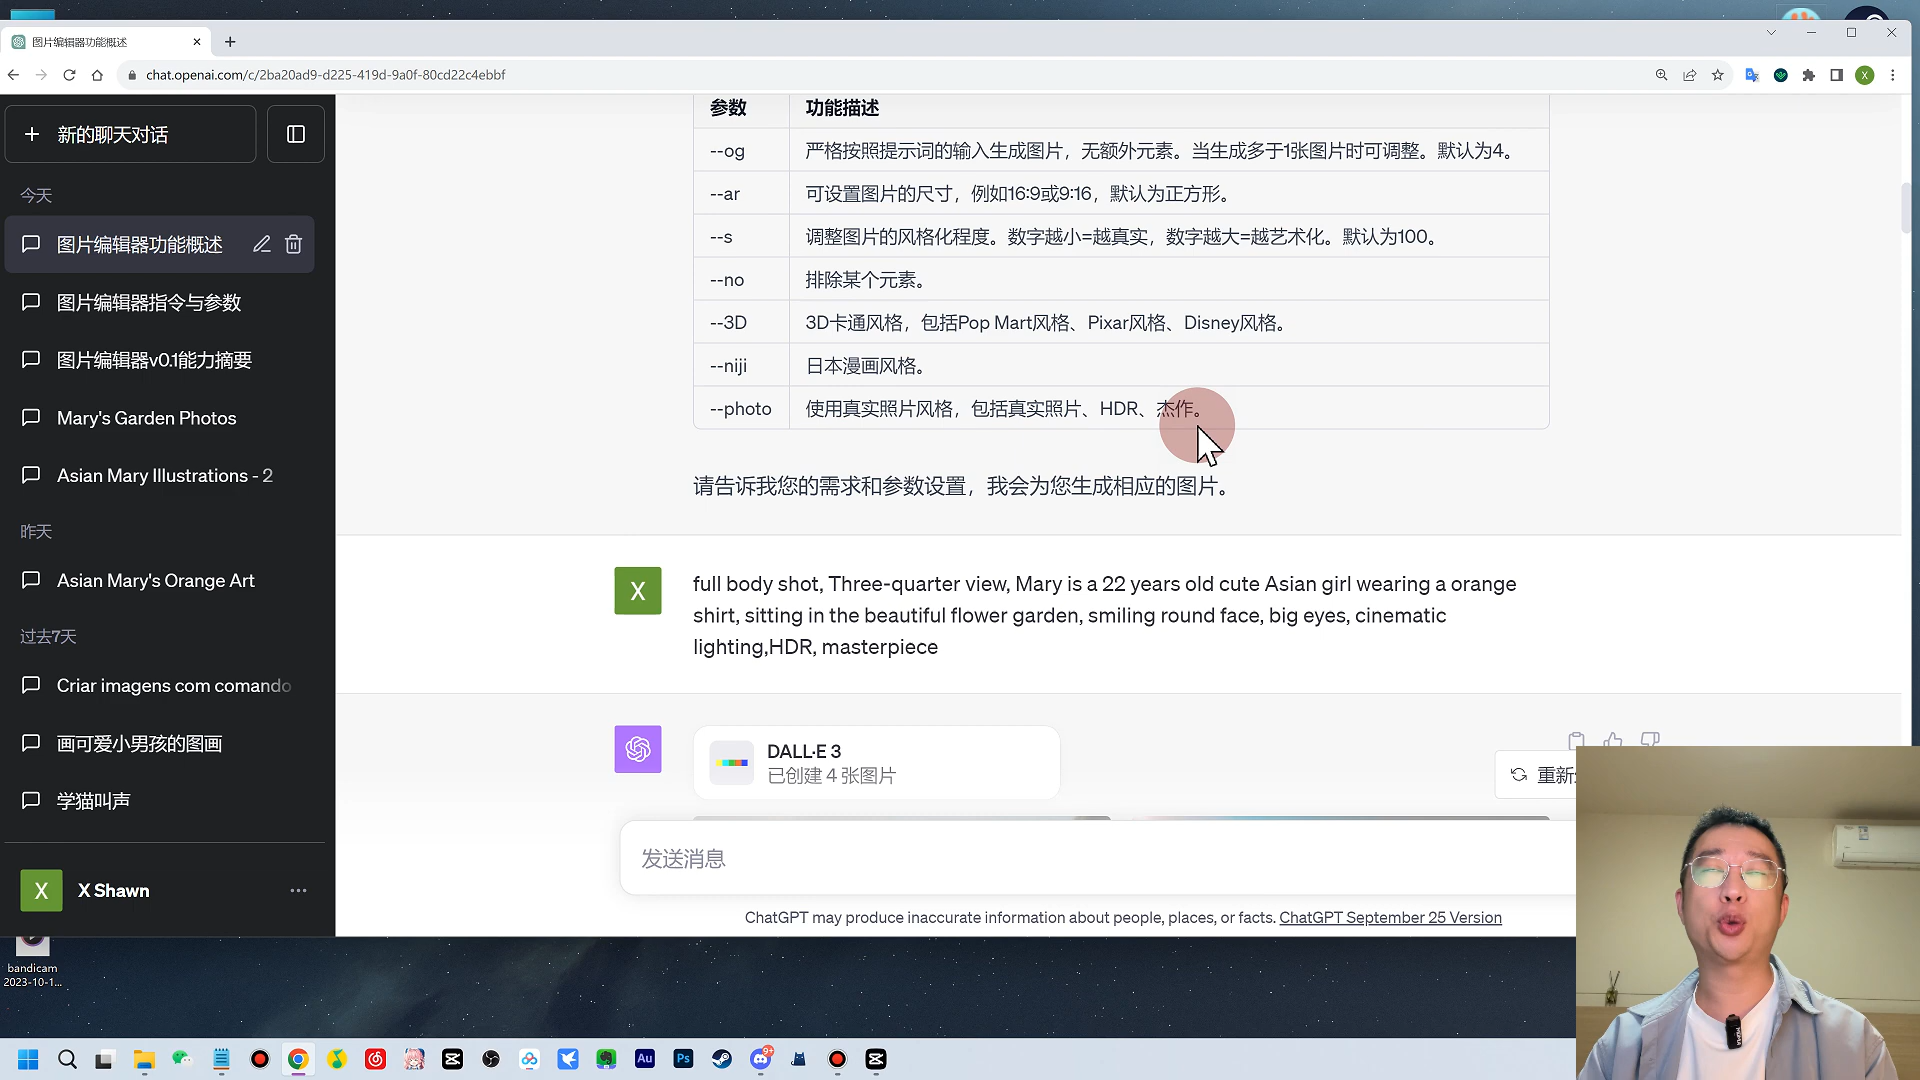 图片编辑器功能概述
chat.openai.com/c/2ba20ad9-d225-419d-9a0f-80cd22c4ebbf
新的聊天对话
今天
图片编辑器功能概述
图片编辑器指令与参数
图片编辑器v0.1能力摘要
Mary's Garden Photos
Asian Mary Illustrations - 2
昨天
Asian Mary's Orange Art
过去7天
Criar imagens com comando
画可爱小男孩的图画
学猫叫声
X
X Shawn
参数 功能描述
--og 严格按照提示词的输入生成图片，无额外元素。当生成多于1张图片时可调整。默认为4。
--ar 可设置图片的尺寸，例如16:9或9:16，默认为正方形。
--s 调整图片的风格化程度。数字越小=越真实，数字越大=越艺术化。默认为100。
--no 排除某个元素。
--3D 3D卡通风格，包括Pop Mart风格、Pixar风格、Disney风格。
--niji 日本漫画风格。
--photo 使用真实照片风格，包括真实照片、HDR、杰作。
请告诉我您的需求和参数设置，我会为您生成相应的图片。
X
full body shot, Three-quarter view, Mary is a 22 years old cute Asian girl wearing a orange
shirt, sitting in the beautiful flower garden, smiling round face, big eyes, cinematic
lighting,HDR, masterpiece
DALL·E 3
已创建 4 张图片
重新
发送消息
ChatGPT may produce inaccurate information about people, places, or facts. ChatGPT September 25 Version
bandicam
2023-10-1...
X
Au
Ps
9+